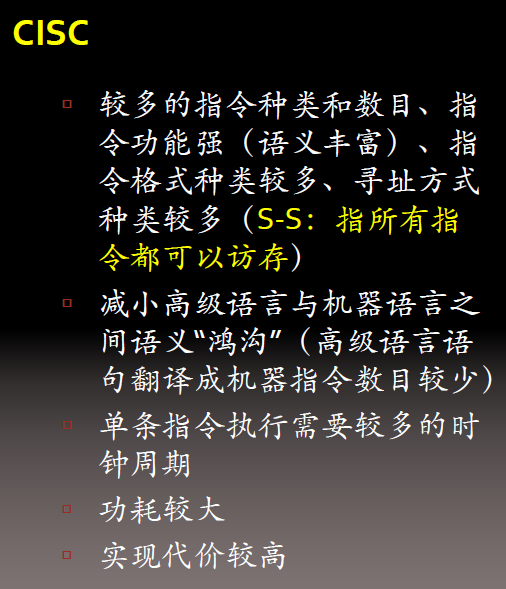 CISC
较多的指令种类和数目、指
令功能强（语义丰富）、指
令格式种类较多、寻址方式
种类较多（S-S：指所有指
令都可以访存）
减小高级语言与机器语言之
间语义“鸿沟”（高级语言语
句翻译成机器指令数目较少）
单条指令执行需要较多的时
钟周期
功耗较大
实现代价较高